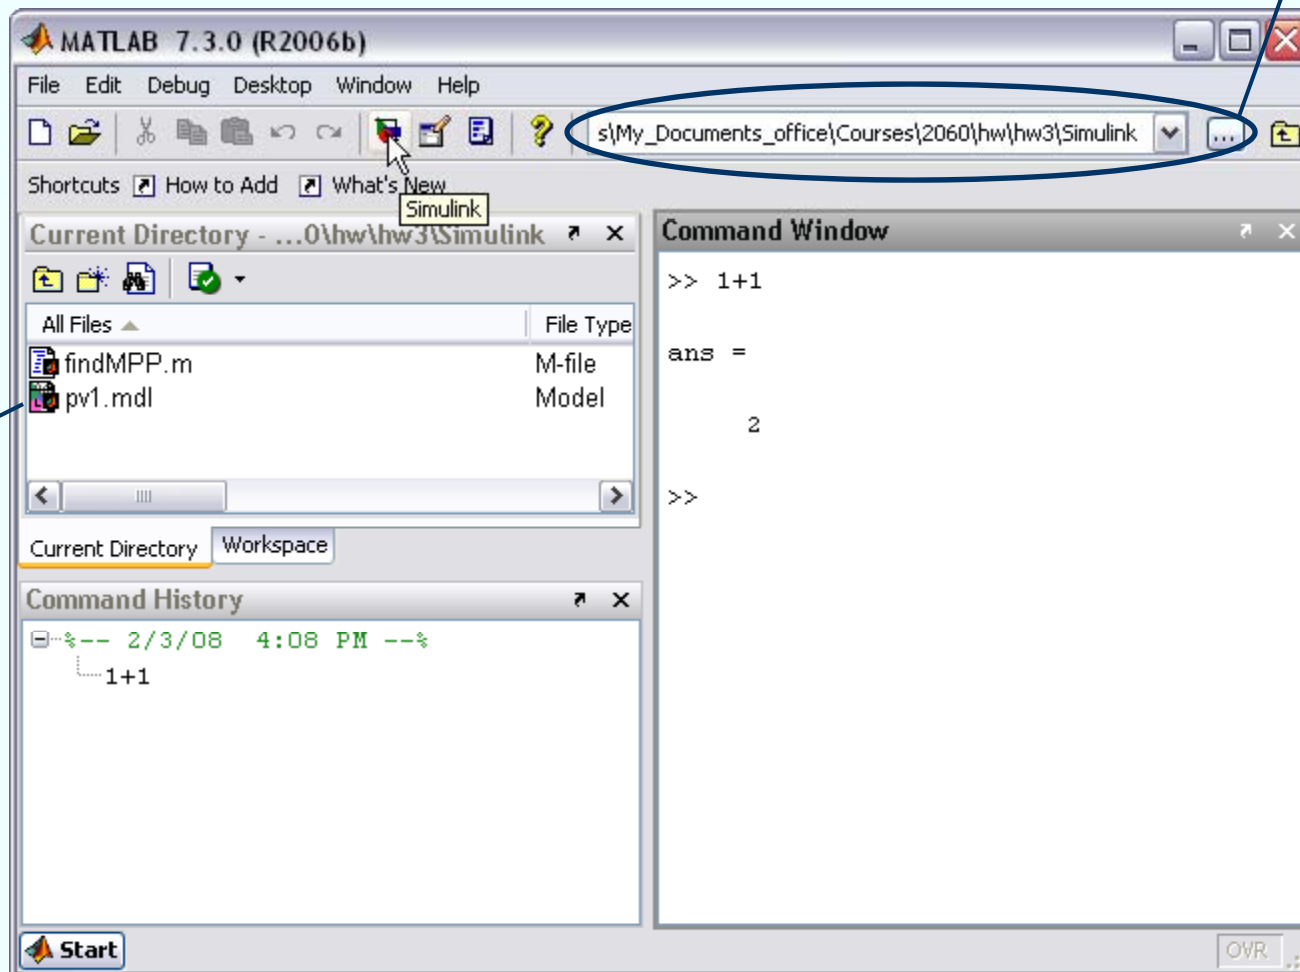 MATLAB 7.3.0 (R2006b)
File Edit Debug Desktop Window Help
s\My_Documents_office\Courses\2060\hw\hw3\Simulink
...
Shortcuts How to Add What's New
Simulink
Current Directory - ...0\hw\hw3\Simulink
All Files File Type
findMPP.m M-file
pv1.mdl Model
Current Directory Workspace
Command History
%-- 2/3/08 4:08 PM --%
1+1
Command Window
>> 1+1
ans =
2
>>
Start
OVR